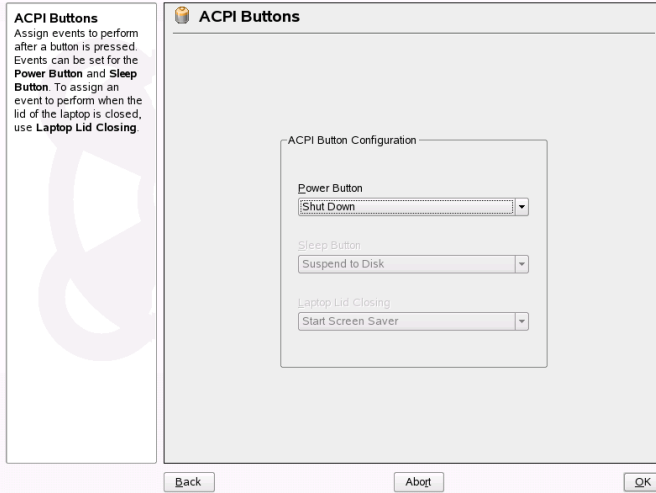 ACPI Buttons
Assign events to perform
after a button is pressed.
Events can be set for the
Power Button and Sleep
Button. To assign an
event to perform when the
lid of the laptop is closed,
use Laptop Lid Closing.
ACPI Buttons
ACPI Button Configuration
Power Button
Shut Down
Sleep Button
Suspend to Disk
Laptop Lid Closing
Start Screen Saver
Back
Abort
OK